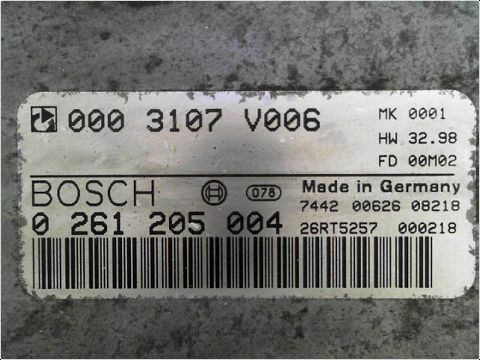 000 3107 V006 MK 0001
HW 32.98
FD 00M02
BOSCH 078 Made in Germany
7442 00626 08218
0 261 205 004 26RT5257 000218